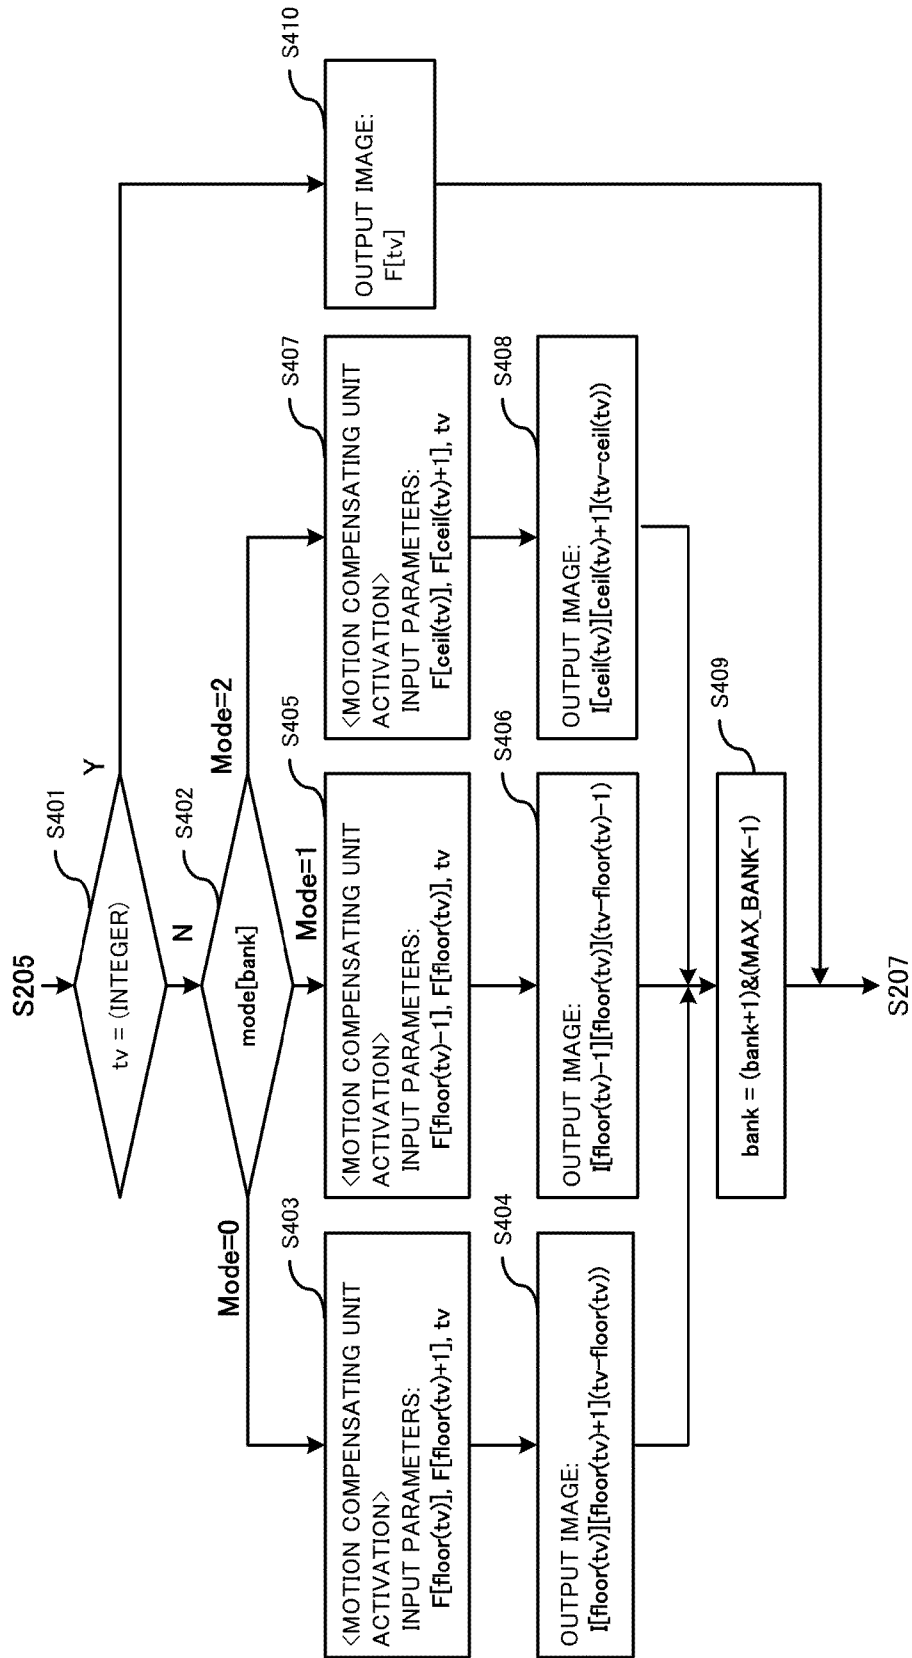 S205
S401
tv = (INTEGER)
Y
N
S402
mode[bank]
Mode=0
Mode=1
Mode=2
S403
<MOTION COMPENSATING UNIT
ACTIVATION>
INPUT PARAMETERS:
F[floor(tv)], F[floor(tv)+1], tv
S405
<MOTION COMPENSATING UNIT
ACTIVATION>
INPUT PARAMETERS:
F[floor(tv)-1], F[floor(tv)], tv
S407
<MOTION COMPENSATING UNIT
ACTIVATION>
INPUT PARAMETERS:
F[ceil(tv)], F[ceil(tv)+1], tv
S410
OUTPUT IMAGE:
F[tv]
S404
OUTPUT IMAGE:
I[floor(tv)][floor(tv)+1](tv-floor(tv))
S406
OUTPUT IMAGE:
I[floor(tv)-1][floor(tv)](tv-floor(tv)-1)
S408
OUTPUT IMAGE:
I[ceil(tv)][ceil(tv)+1](tv-ceil(tv))
S409
bank = (bank+1)&(MAX_BANK-1)
S207